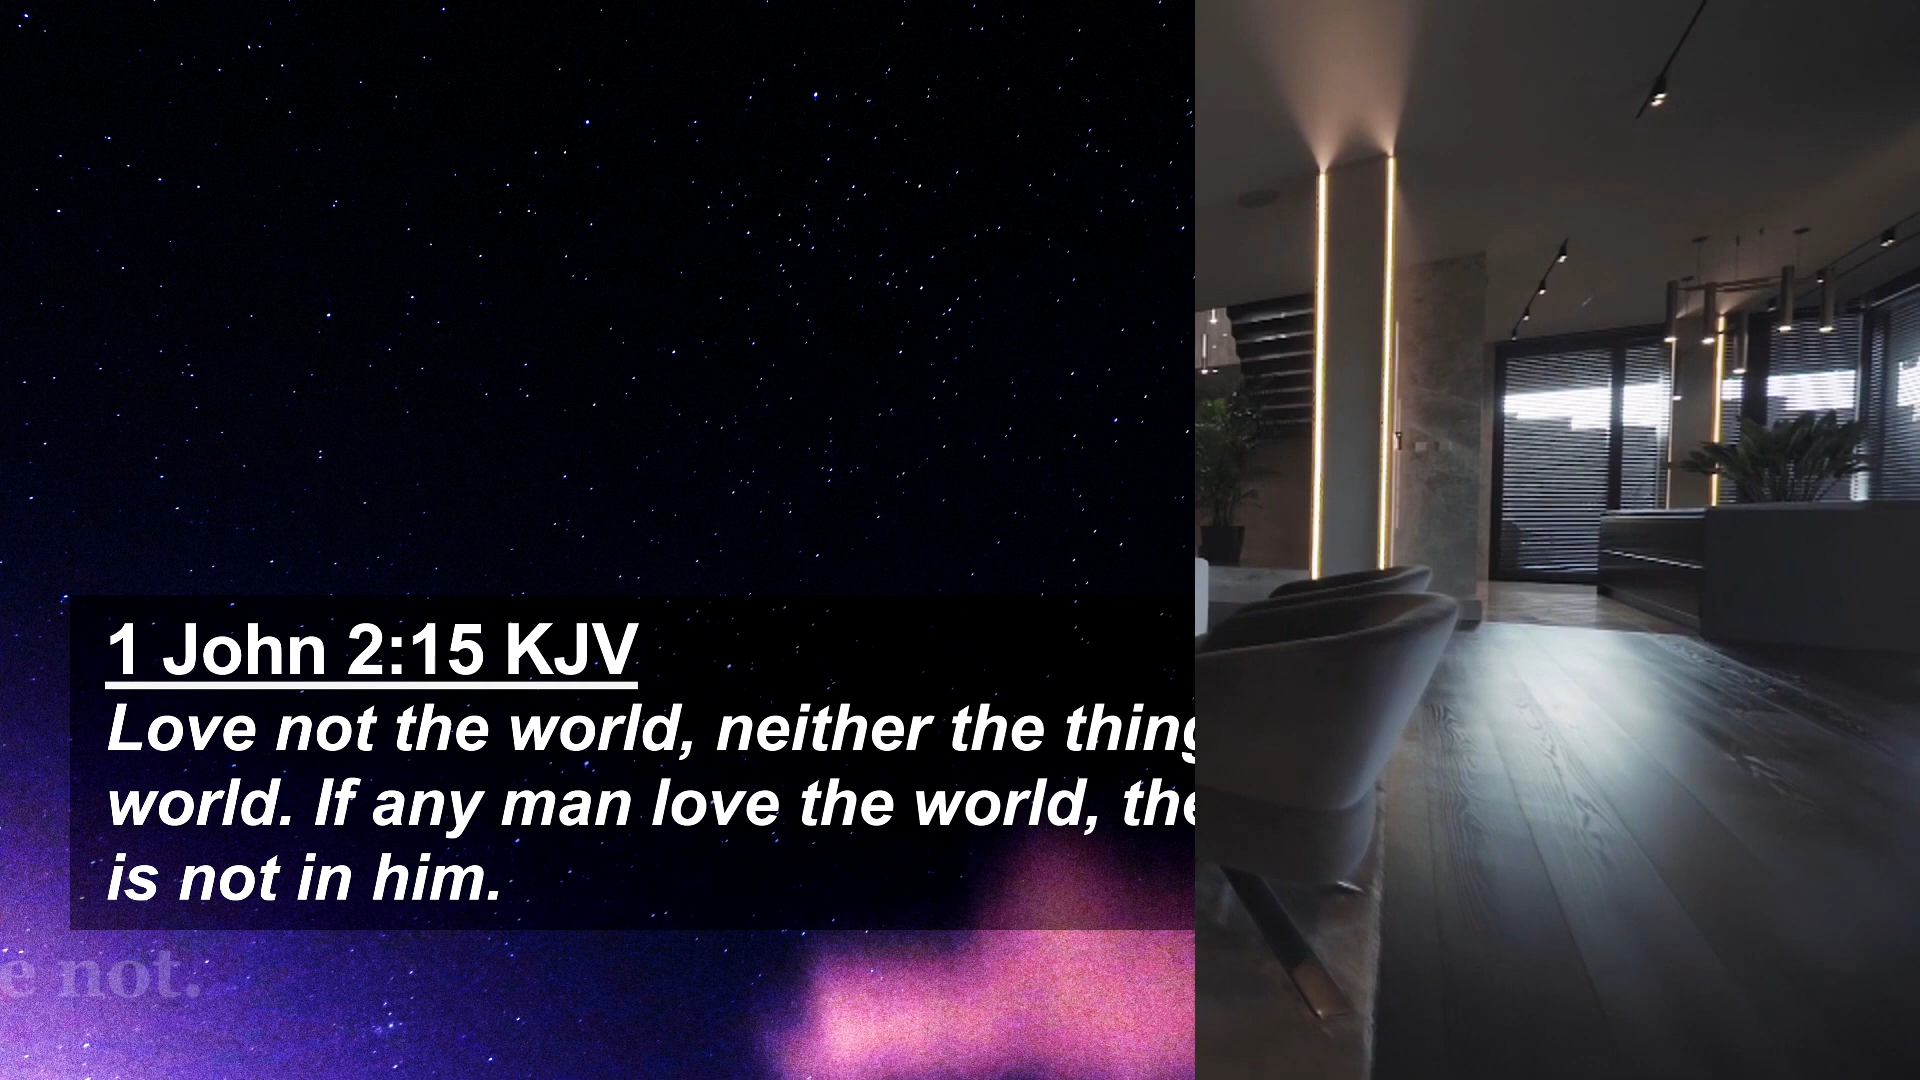 1 John 2:15 KJV
Love not the world, neither the thing
world. If any man love the world, the
is not in him.
e not.